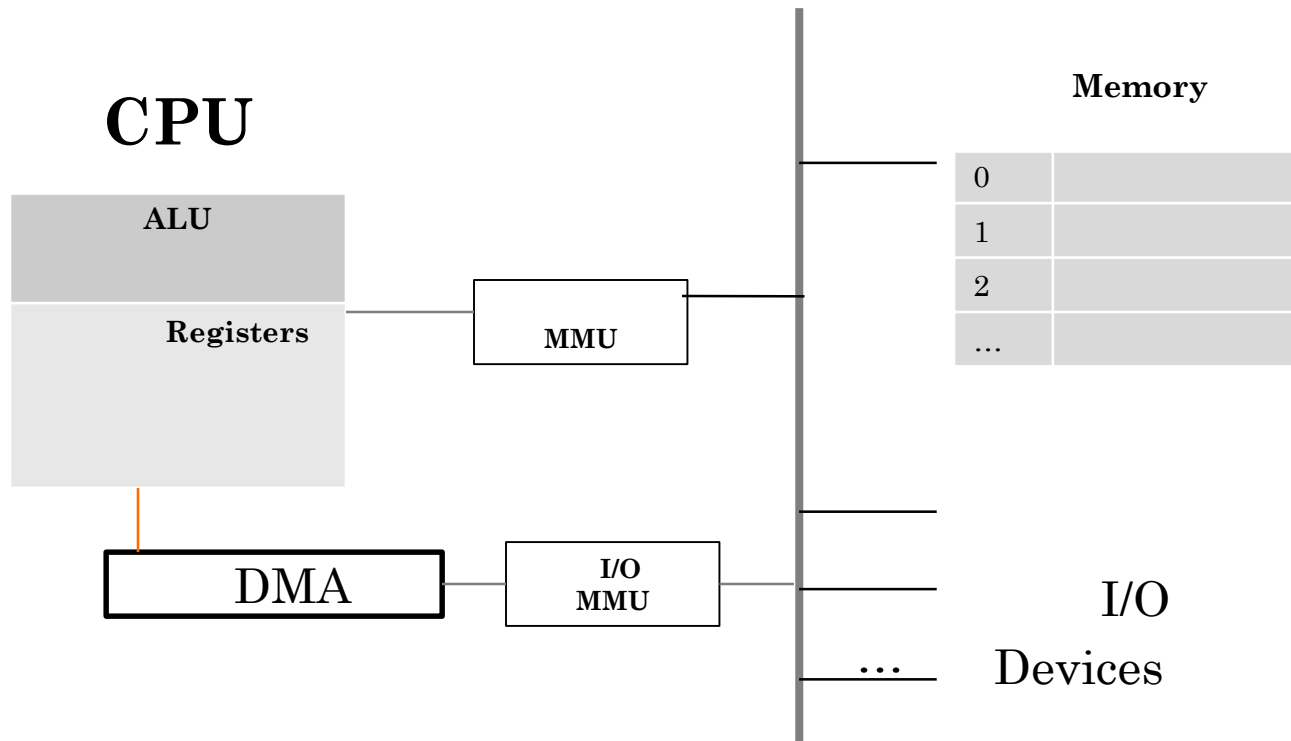 CPU
ALU
Registers
MMU
DMA
I/O
MMU
Memory
0
1
2
...
I/O
... Devices